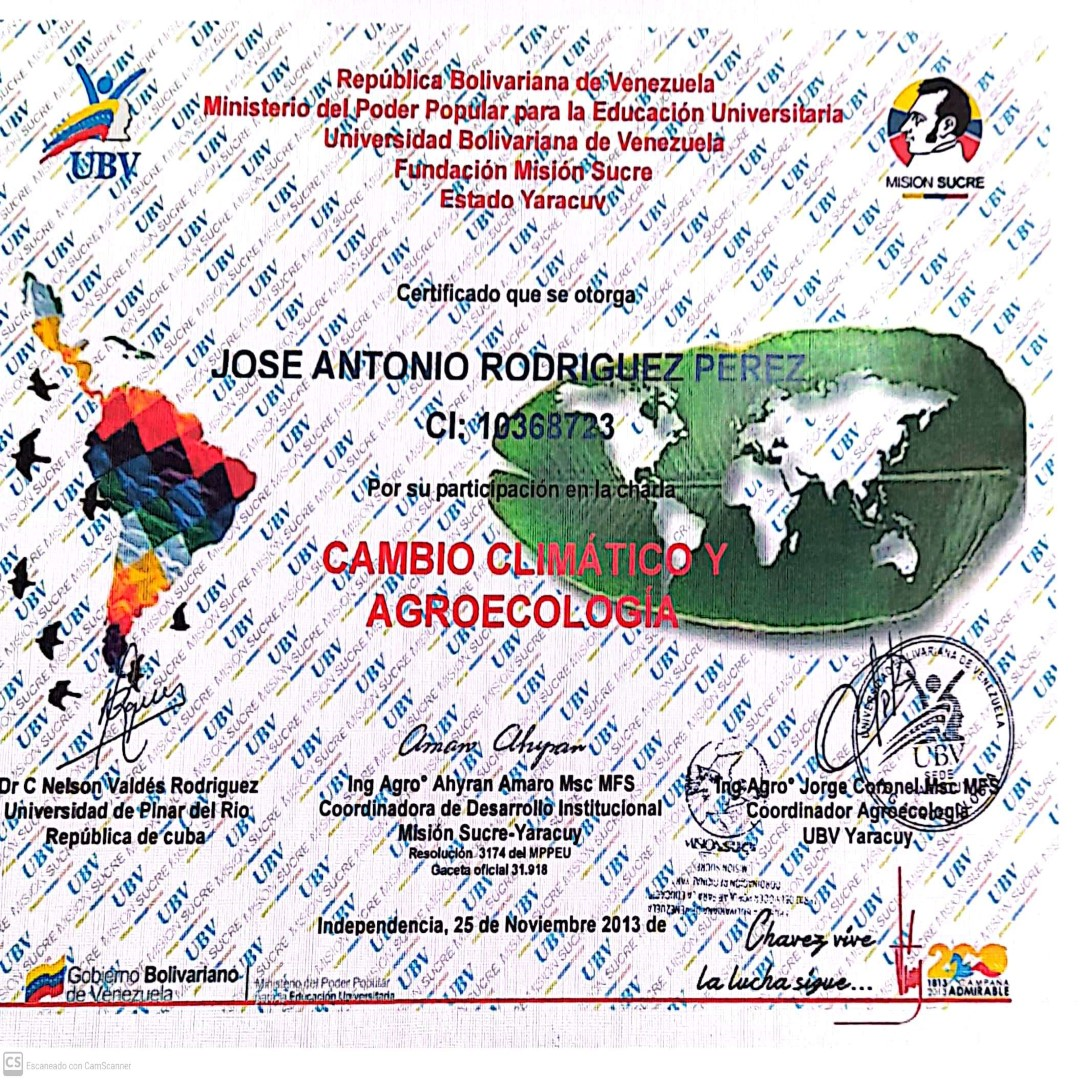 República Bolivariana de Venezuela
Ministerio del Poder Popular para la Educación Universitaria
Universidad Bolivariana de Venezuela
Fundación Misión Sucre
Estado Yaracuy
UBV
MISION SUCRE
Certificado que se otorga
JOSE ANTONIO RODRIGUEZ PEREZ
CI: 10368723
Por su participación en la charla
CAMBIO CLIMÁTICO Y
AGROECOLOGÍA
Dr C Nelson Valdés Rodriguez
Universidad de Pinar del Rio
República de cuba
Aman Ahyran
Ing Agro° Ahyran Amaro Msc MFS
Coordinadora de Desarrollo Institucional
Misión Sucre-Yaracuy
Resolución 3174 del MPPEU
Gaceta oficial 31.918
Ing Agro° Jorge Coronel Msc MFS
Coordinador Agroecología
UBV Yaracuy
BOLIVARIANA DE VENEZUELA
UBV
SEDE
MISION SUCRE
Independencia, 25 de Noviembre 2013 de
Chavez vive
la lucha sigue...
Gobierno Bolivariano
de Venezuela
Ministerio del Poder Popular
para la Educación Universitaria
200
1813 CAMPAÑA
2013 ADMIRABLE
CS Escaneado con CamScanner